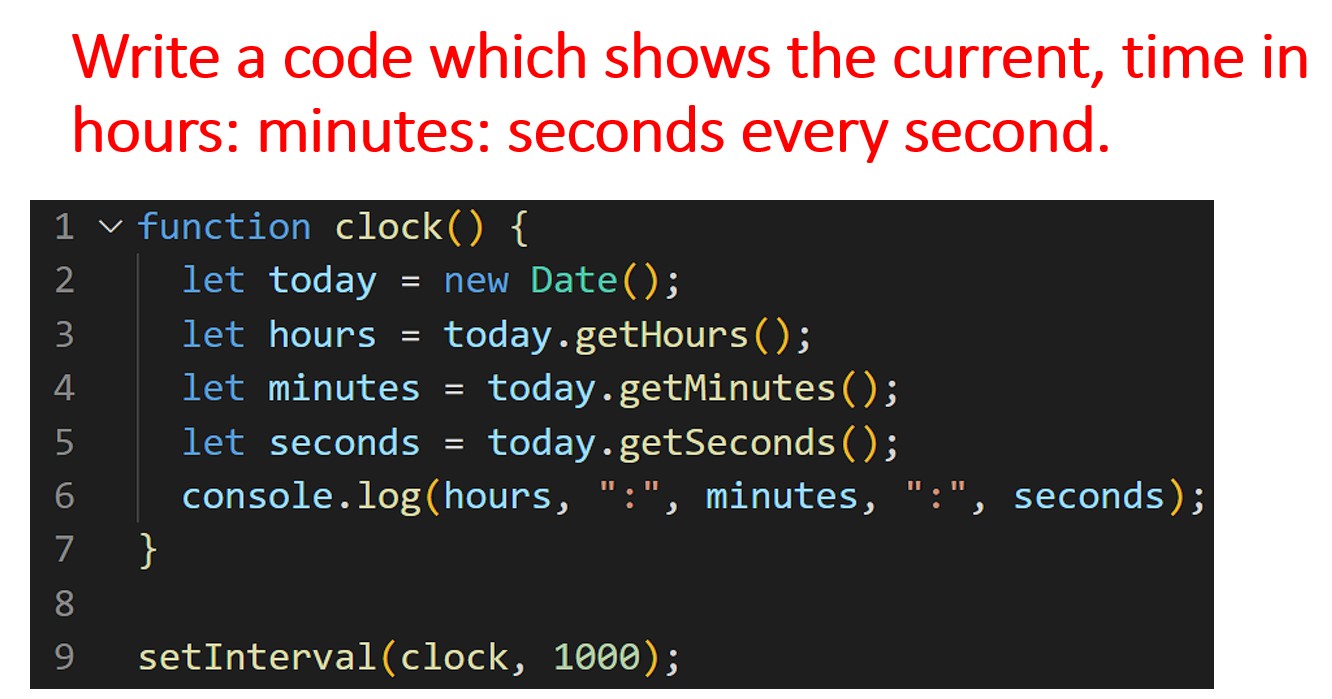 Write a code which shows the current, time in
hours: minutes: seconds every second.
1 function clock() {
2 let today = new Date();
3 let hours = today.getHours();
4 let minutes = today.getMinutes();
5 let seconds = today.getSeconds();
6 console.log(hours, ":", minutes, ":", seconds);
7 }
8
9 setInterval(clock, 1000);